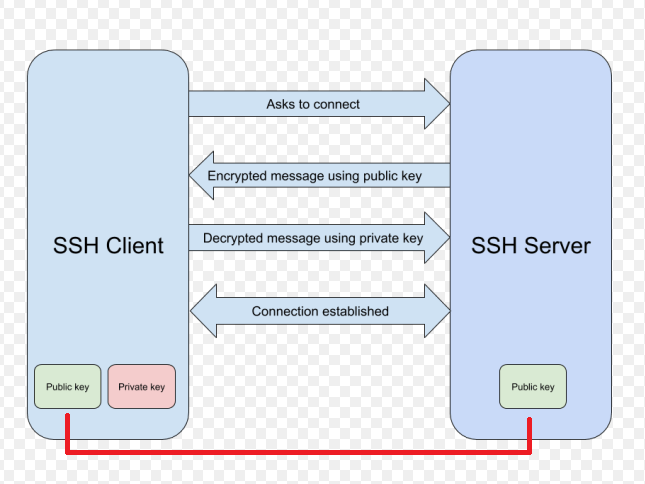 Asks to connect
Encrypted message using public key
Decrypted message using private key
SSH Client
SSH Server
Connection established
Public key
Private key
Public key